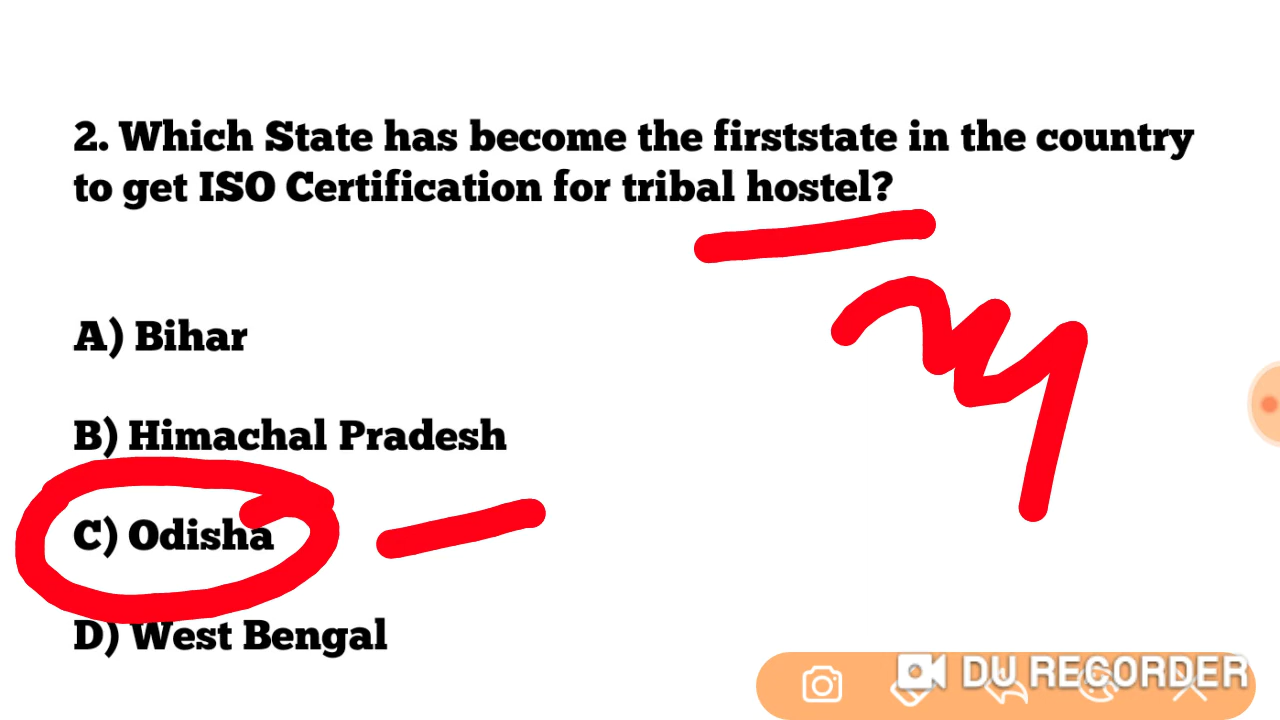 2. Which State has become the firststate in the country
to get ISO Certification for tribal hostel?
A) Bihar
B) Himachal Pradesh
C) Odisha
D) West Bengal
DU RECORDER